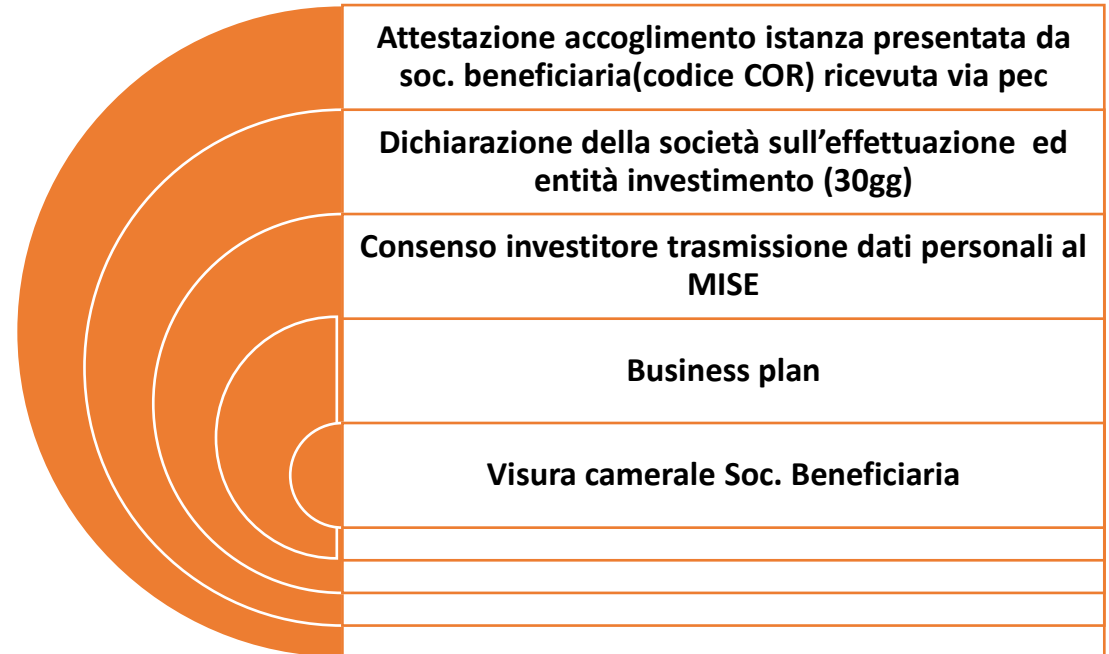 Attestazione accoglimento istanza presentata da
soc. beneficiaria(codice COR) ricevuta via pec
Dichiarazione della società sull’effettuazione  ed
entità investimento (30gg)
Consenso investitore trasmissione dati personali al
MISE
Business plan
Visura camerale Soc. Beneficiaria